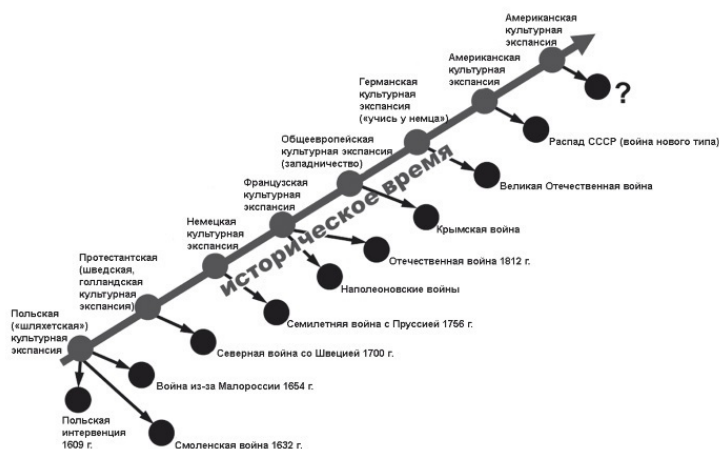 Американская
культурная
экспансия
Американская
культурная
экспансия
?
Германская
культурная
экспансия
(«учись у немца»)
Распад СССР (война нового типа)
Общеевропейская
культурная экспансия
(западничество)
Великая Отечественная война
Французская
культурная
экспансия
Крымская война
историческое время
Немецкая
культурная
экспансия
Отечественная война 1812 г.
Наполеоновские войны
Протестантская
(шведская,
голландская
культурная
экспансия)
Семилетняя война с Пруссией 1756 г.
Польская
(«шляхетская»)
культурная
экспансия
Северная война со Швецией 1700 г.
Война из-за Малороссии 1654 г.
Польская
интервенция
1609 г.
Смоленская война 1632 г.